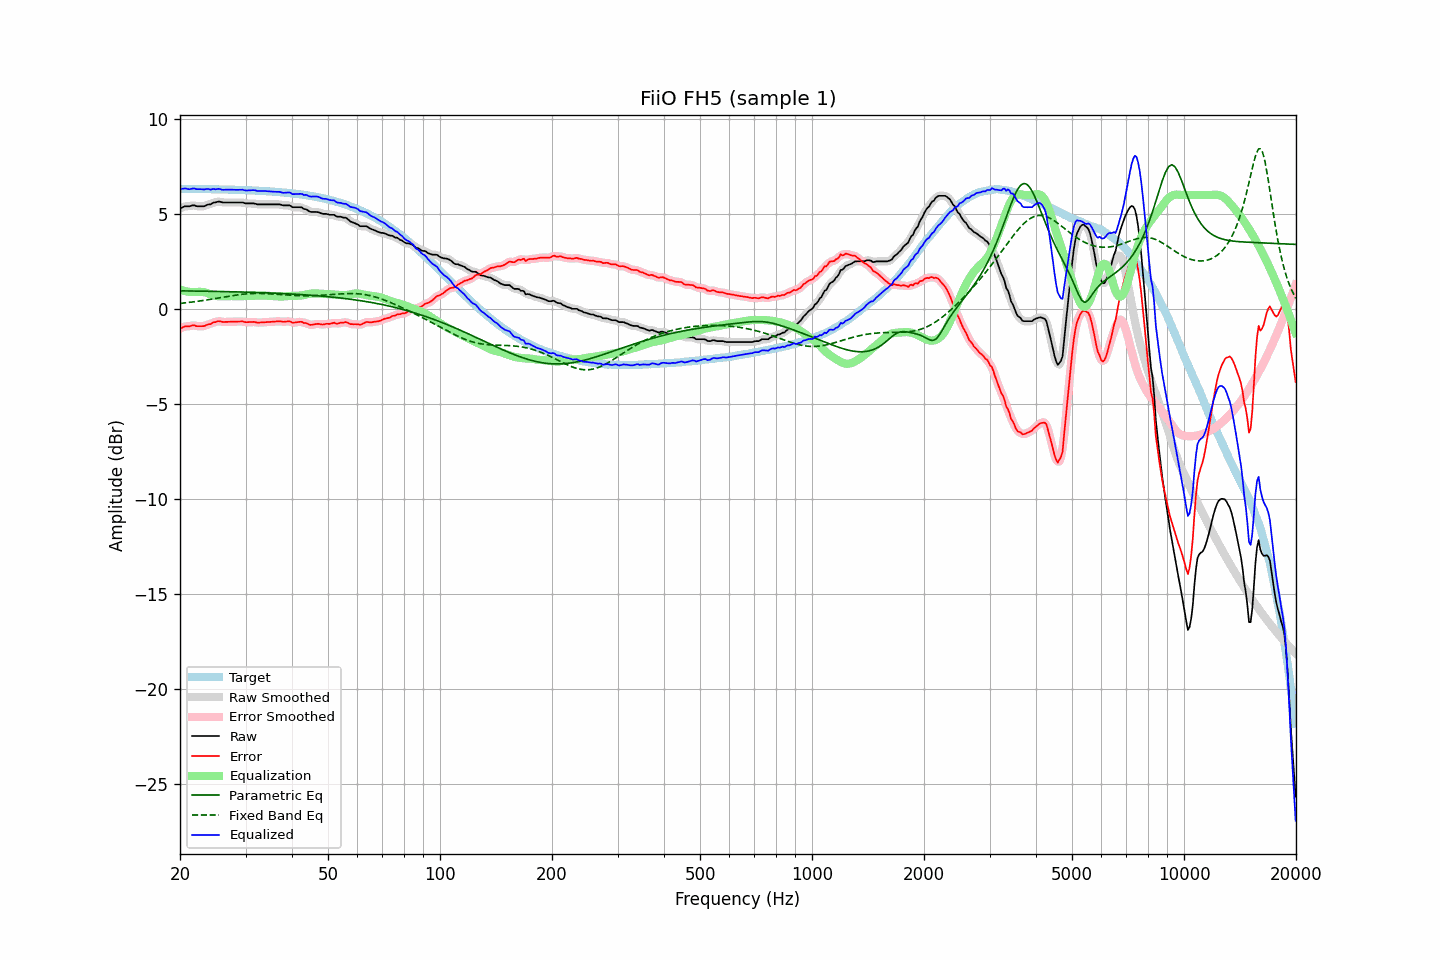 FiiO FH5 (sample 1)
10
5
0
−5
−10
−15
−20
−25
Amplitude (dBr)
Target
Raw Smoothed
Error Smoothed
Raw
Error
Equalization
Parametric Eq
Fixed Band Eq
Equalized
20 50 100 200 500 1000 2000 5000 10000 20000
Frequency (Hz)